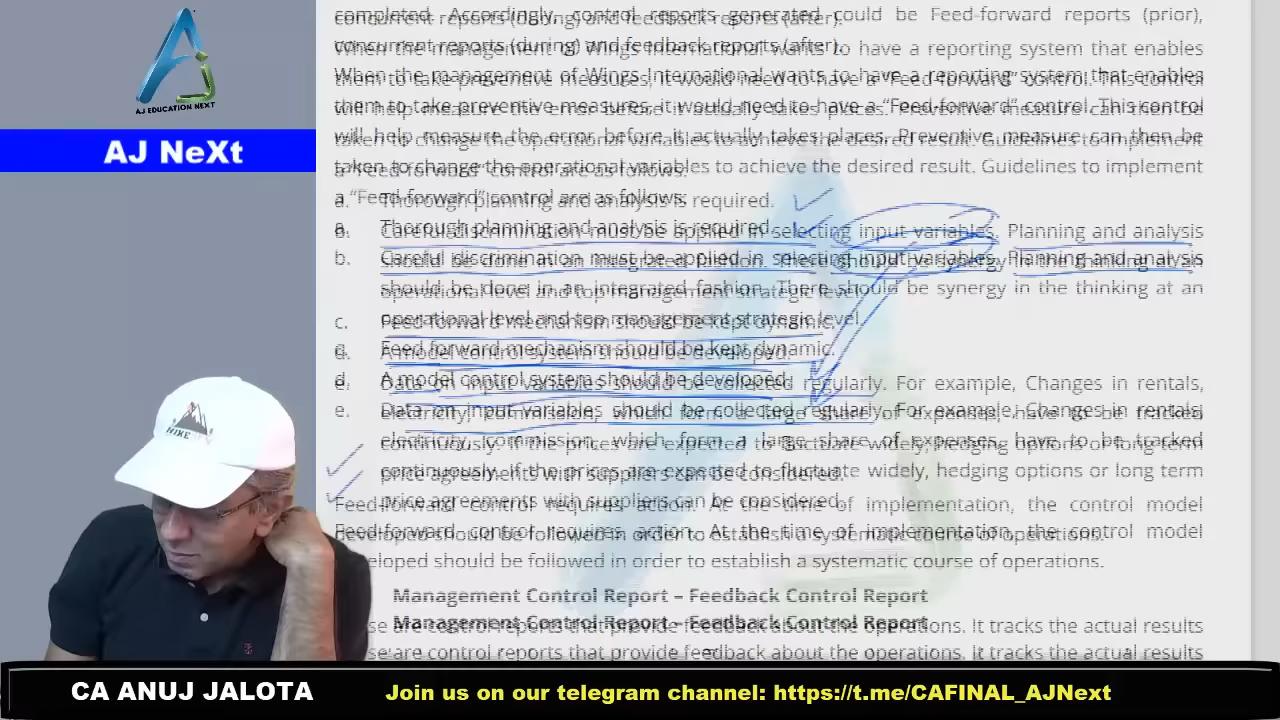 AJ EDUCATION NEXT
AJ NeXt
completed. Accordingly, control reports generated could be Feed-forward reports (prior),
concurrent reports (during) and feedback reports (after).
When the management of Wings International wants to have a reporting system that enables
them to take preventive measures, it would need to have a “Feed-forward” control. This control
will help measure the error before it actually takes places. Preventive measure can then be
taken to change the operational variables to achieve the desired result. Guidelines to implement
a “Feed-forward” control are as follows:
a. Thorough planning and analysis is required.
b. Careful discrimination must be applied in selecting input variables. Planning and analysis
should be done in an integrated fashion. There should be synergy in the thinking at an
operational level and top management strategic level.
c. Feed forward mechanism should be kept dynamic.
d. A model control system should be developed.
e. Data on input variables should be collected regularly. For example, Changes in rentals,
electricity, commission, which form a large share of expenses, have to be tracked
continuously. If the prices are expected to fluctuate widely, hedging options or long term
price agreements with suppliers can be considered.
Feed-forward control requires action. At the time of implementation, the control model
developed should be followed in order to establish a systematic course of operations.
Management Control Report – Feedback Control Report
Management Control Report – Feedback Control Report
are control reports that provide feedback about the operations. It tracks the actual results
NIKE
CA ANUJ JALOTA
Join us on our telegram channel: https://t.me/CAFINAL_AJNext